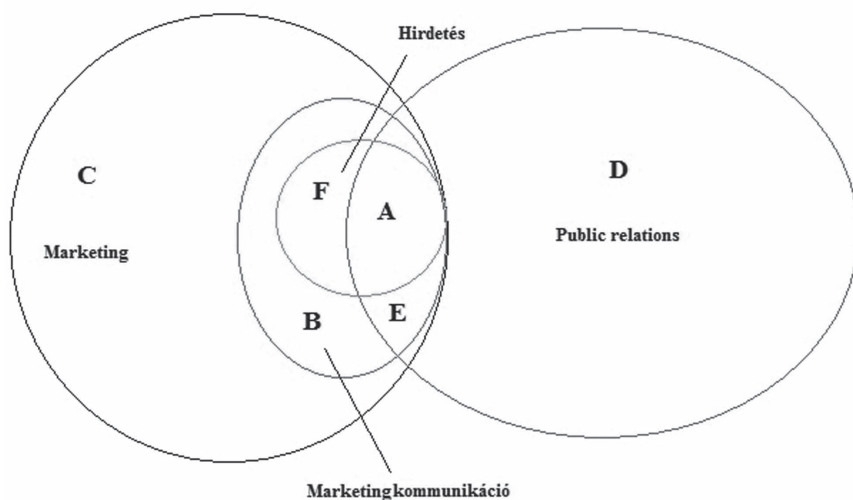 Hirdetés
C
D
F
A
Public relations
Marketing
B
E
Marketingkommunikáció